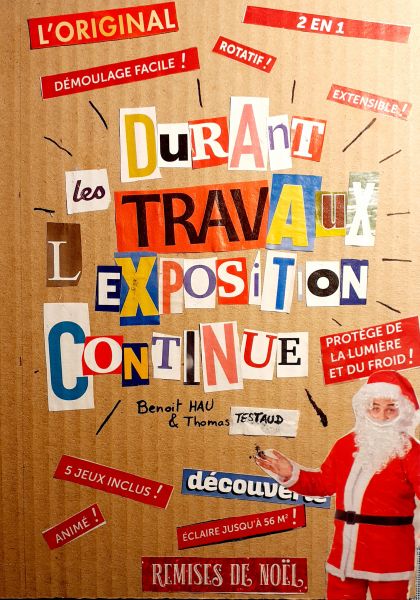 L'ORIGINAL
2 EN 1
ROTATIF !
DÉMOULAGE FACILE !
EXTENSIBLE !
DURANT
les
TRAVAUX
L'EXPOSITION
CONTINUE
PROTÈGE DE
LA LUMIÈRE
ET DU FROID !
Benoit HAU
& Thomas TESTAUD
5 JEUX INCLUS !
découverte
ANIMÉ !
ÉCLAIRE JUSQU'À 56 M² !
REMISES DE NOËL